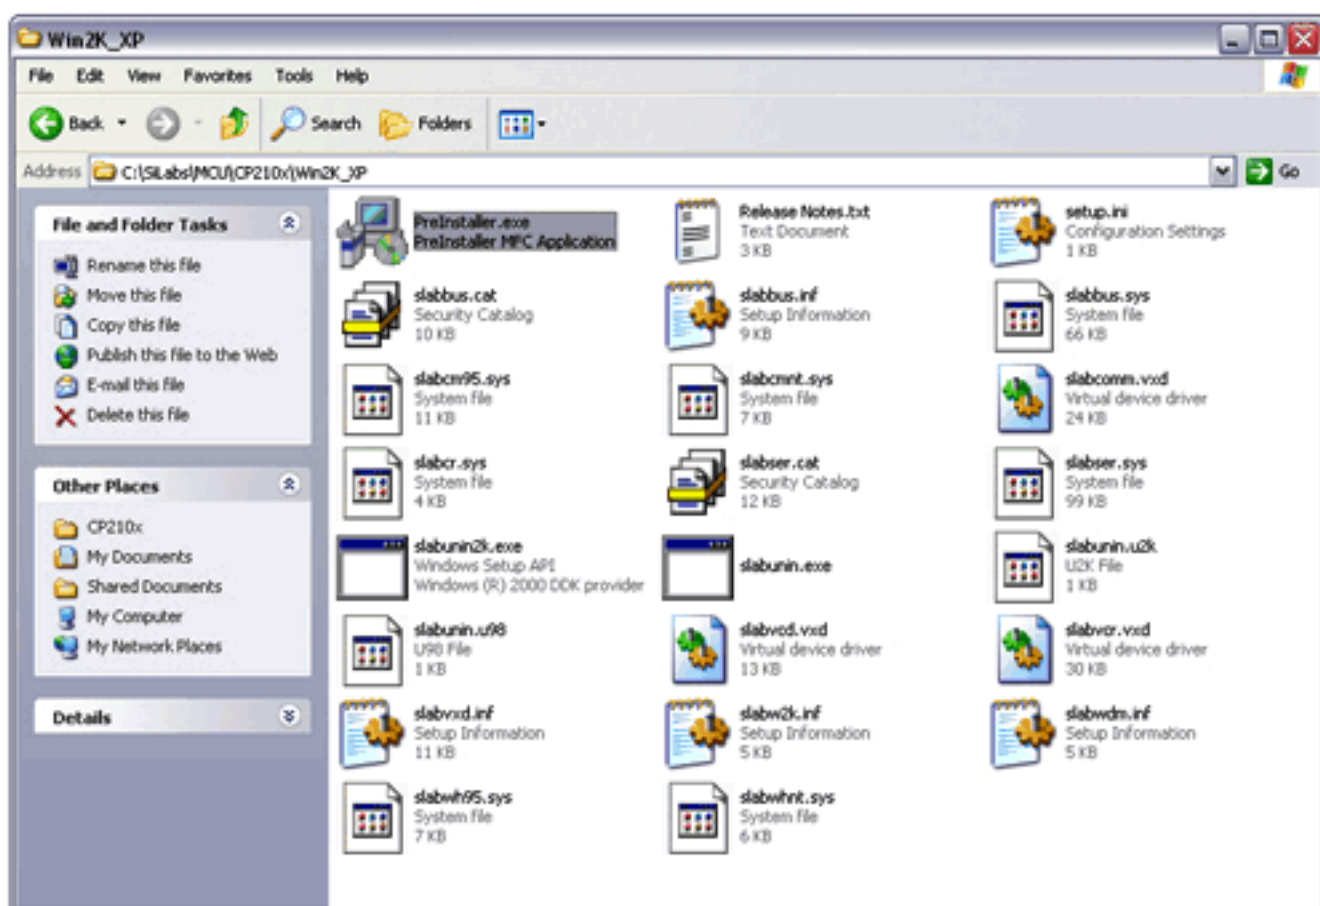 Win2K_XP
File Edit View Favorites Tools Help
Back Search Folders
Address C:\SiLabs\MCU\CP210x\Win2K_XP Go
File and Folder Tasks
Rename this file
Move this file
Copy this file
Publish this file to the Web
E-mail this file
Delete this file
Other Places
CP210x
My Documents
Shared Documents
My Computer
My Network Places
Details
PreInstaller.exe
PreInstaller MFC Application
Release Notes.txt
Text Document
3 KB
setup.ini
Configuration Settings
1 KB
slabbus.cat
Security Catalog
10 KB
slabbus.inf
Setup Information
9 KB
slabbus.sys
System file
66 KB
slabcm95.sys
System file
11 KB
slabcmnt.sys
System file
7 KB
slabcomm.vxd
Virtual device driver
24 KB
slabcr.sys
System file
4 KB
slabser.cat
Security Catalog
12 KB
slabser.sys
System file
99 KB
slabunin2k.exe
Windows Setup API
Windows (R) 2000 DDK provider
slabunin.exe
slabunin.u2k
U2K File
1 KB
slabunin.u98
U98 File
1 KB
slabvcd.vxd
Virtual device driver
13 KB
slabvcr.vxd
Virtual device driver
30 KB
slabvxd.inf
Setup Information
11 KB
slabw2k.inf
Setup Information
5 KB
slabwdm.inf
Setup Information
5 KB
slabwh95.sys
System file
7 KB
slabwhnt.sys
System file
6 KB